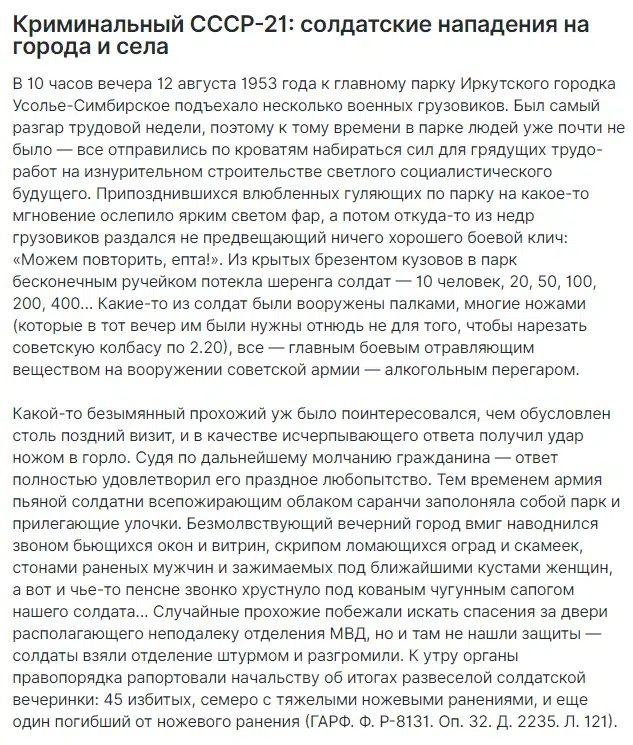 Криминальный СССР-21: солдатские нападения на
города и села
В 10 часов вечера 12 августа 1953 года к главному парку Иркутского городка
Усолье-Симбирское подъехало несколько военных грузовиков. Был самый
разгар трудовой недели, поэтому к тому времени в парке людей уже почти не
было — все отправились по кроватям набираться сил для грядущих трудо-
работ на изнурительном строительстве светлого социалистического
будущего. Припозднившихся влюбленных гуляющих по парку на какое-то
мгновение ослепило ярким светом фар, а потом откуда-то из недр
грузовиков раздался не предвещающий ничего хорошего боевой клич:
«Можем повторить, епта!». Из крытых брезентом кузовов в парк
бесконечным ручейком потекла шеренга солдат — 10 человек, 20, 50, 100,
200, 400... Какие-то из солдат были вооружены палками, многие ножами
(которые в тот вечер им были нужны отнюдь не для того, чтобы нарезать
советскую колбасу по 2.20), все — главным боевым отравляющим
веществом на вооружении советской армии — алкогольным перегаром.
Какой-то безымянный прохожий уж было поинтересовался, чем обусловлен
столь поздний визит, и в качестве исчерпывающего ответа получил удар
ножом в горло. Судя по дальнейшему молчанию гражданина — ответ
полностью удовлетворил его праздное любопытство. Тем временем армия
пьяной солдатни всепожирающим облаком саранчи заполоняла собой парк и
прилегающие улочки. Безмолвствующий вечерний город вмиг наводнился
звоном бьющихся окон и витрин, скрипом ломающихся оград и скамеек,
стонами раненых мужчин и зажимаемых под ближайшими кустами женщин,
а вот и чье-то пенсне звонко хрустнуло под кованым чугунным сапогом
нашего солдата... Случайные прохожие побежали искать спасения за двери
располагающего неподалеку отделения МВД, но и там не нашли защиты —
солдаты взяли отделение штурмом и разгромили. К утру органы
правопорядка рапортовали начальству об итогах развеселой солдатской
вечеринки: 45 избитых, семеро с тяжелыми ножевыми ранениями, и еще
один погибший от ножевого ранения (ГАРФ. Ф. Р-8131. Оп. 32. Д. 2235. Л. 121).